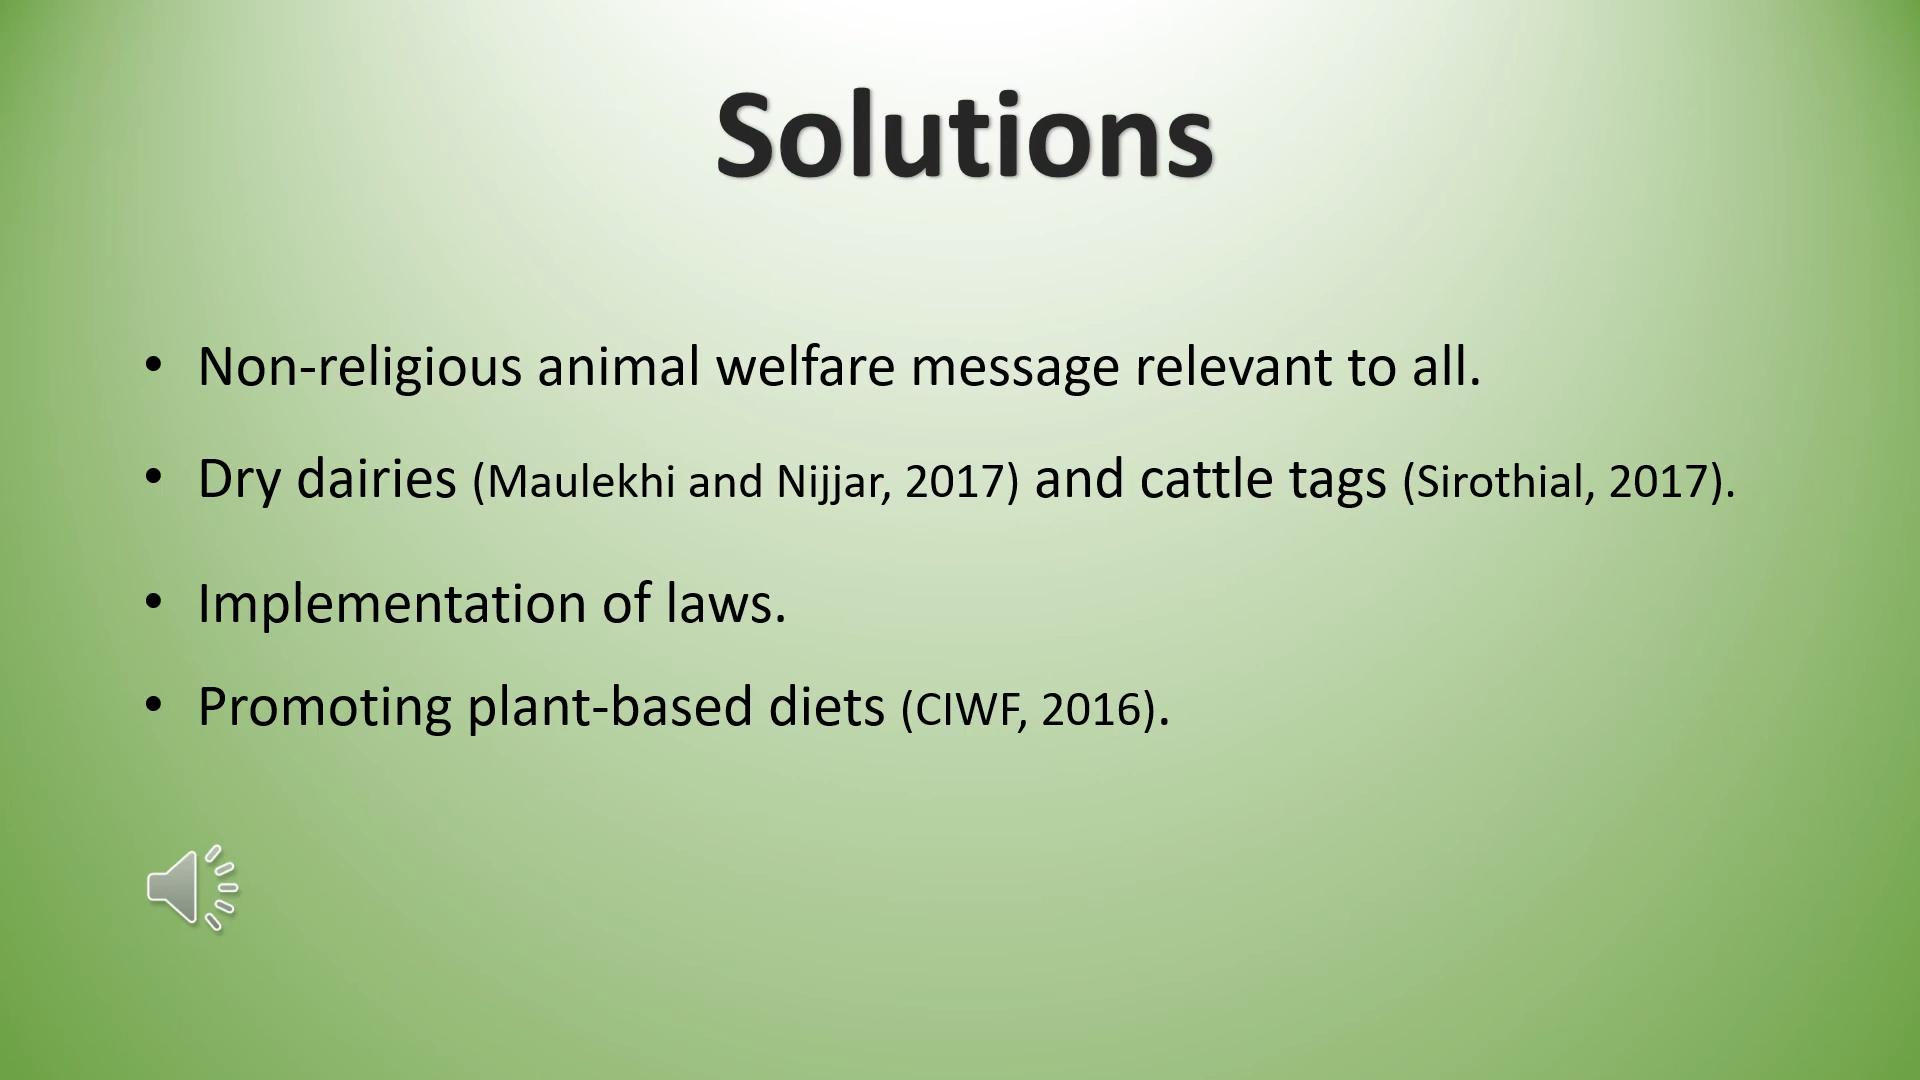 Solutions
• Non-religious animal welfare message relevant to all.
• Dry dairies (Maulekhi and Nijjar, 2017) and cattle tags (Sirothial, 2017).
• Implementation of laws.
• Promoting plant-based diets (CIWF, 2016).